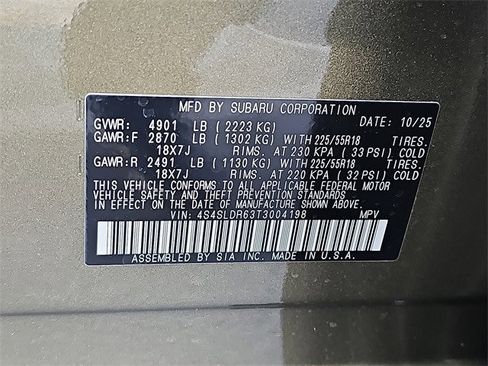 MFD BY SUBARU CORPORATION
GVWR: 4901 LB ( 2223 KG) DATE: 10/25
GAWR:F 2870 LB ( 1302 KG) WITH 225/55R18 TIRES.
18X7J RIMS. AT 230 KPA ( 33 PSI) COLD
GAWR:R 2491 LB ( 1130 KG) WITH 225/55R18 TIRES.
18X7J RIMS. AT 220 KPA ( 32 PSI) COLD
THIS VEHICLE CONFORMS TO ALL APPLICABLE FEDERAL MOTOR
VEHICLE SAFETY, AND THEFT PREVENTION STANDARDS
IN EFFECT ON THE DATE OF MANUFACTURE SHOWN ABOVE.
VIN: 4S4SLDR63T3004198 MPV
ASSEMBLED BY SIA INC. MADE IN U.S.A.